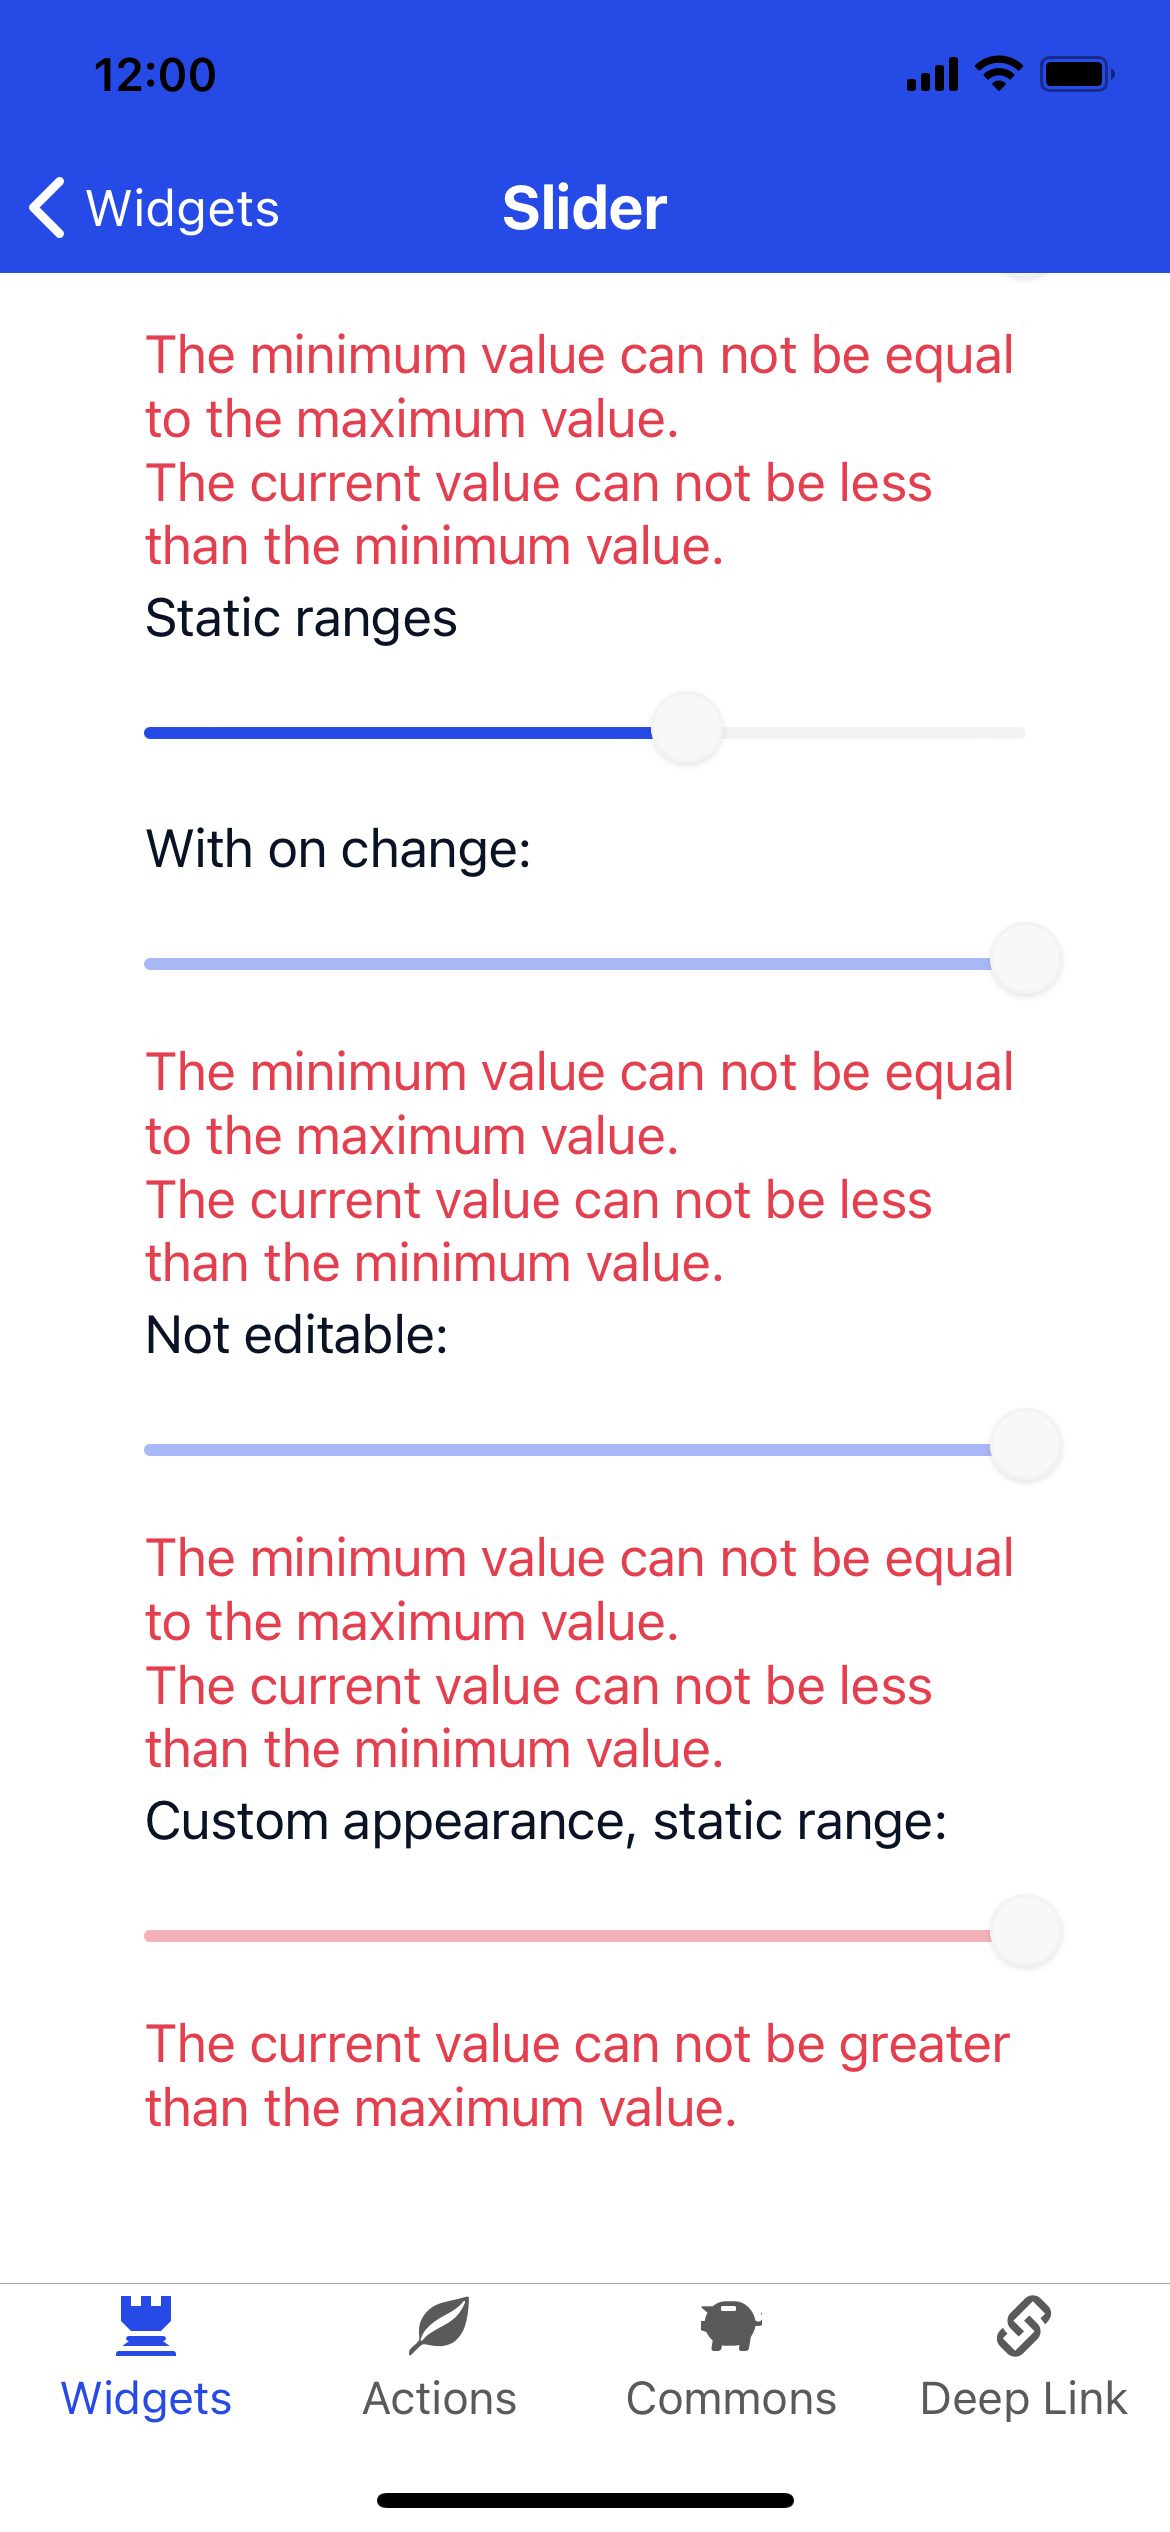 12:00
Widgets
Slider
The minimum value can not be equal
to the maximum value.
The current value can not be less
than the minimum value.
Static ranges
With on change:
The minimum value can not be equal
to the maximum value.
The current value can not be less
than the minimum value.
Not editable:
The minimum value can not be equal
to the maximum value.
The current value can not be less
than the minimum value.
Custom appearance, static range:
The current value can not be greater
than the maximum value.
Widgets
Actions
Commons
Deep Link